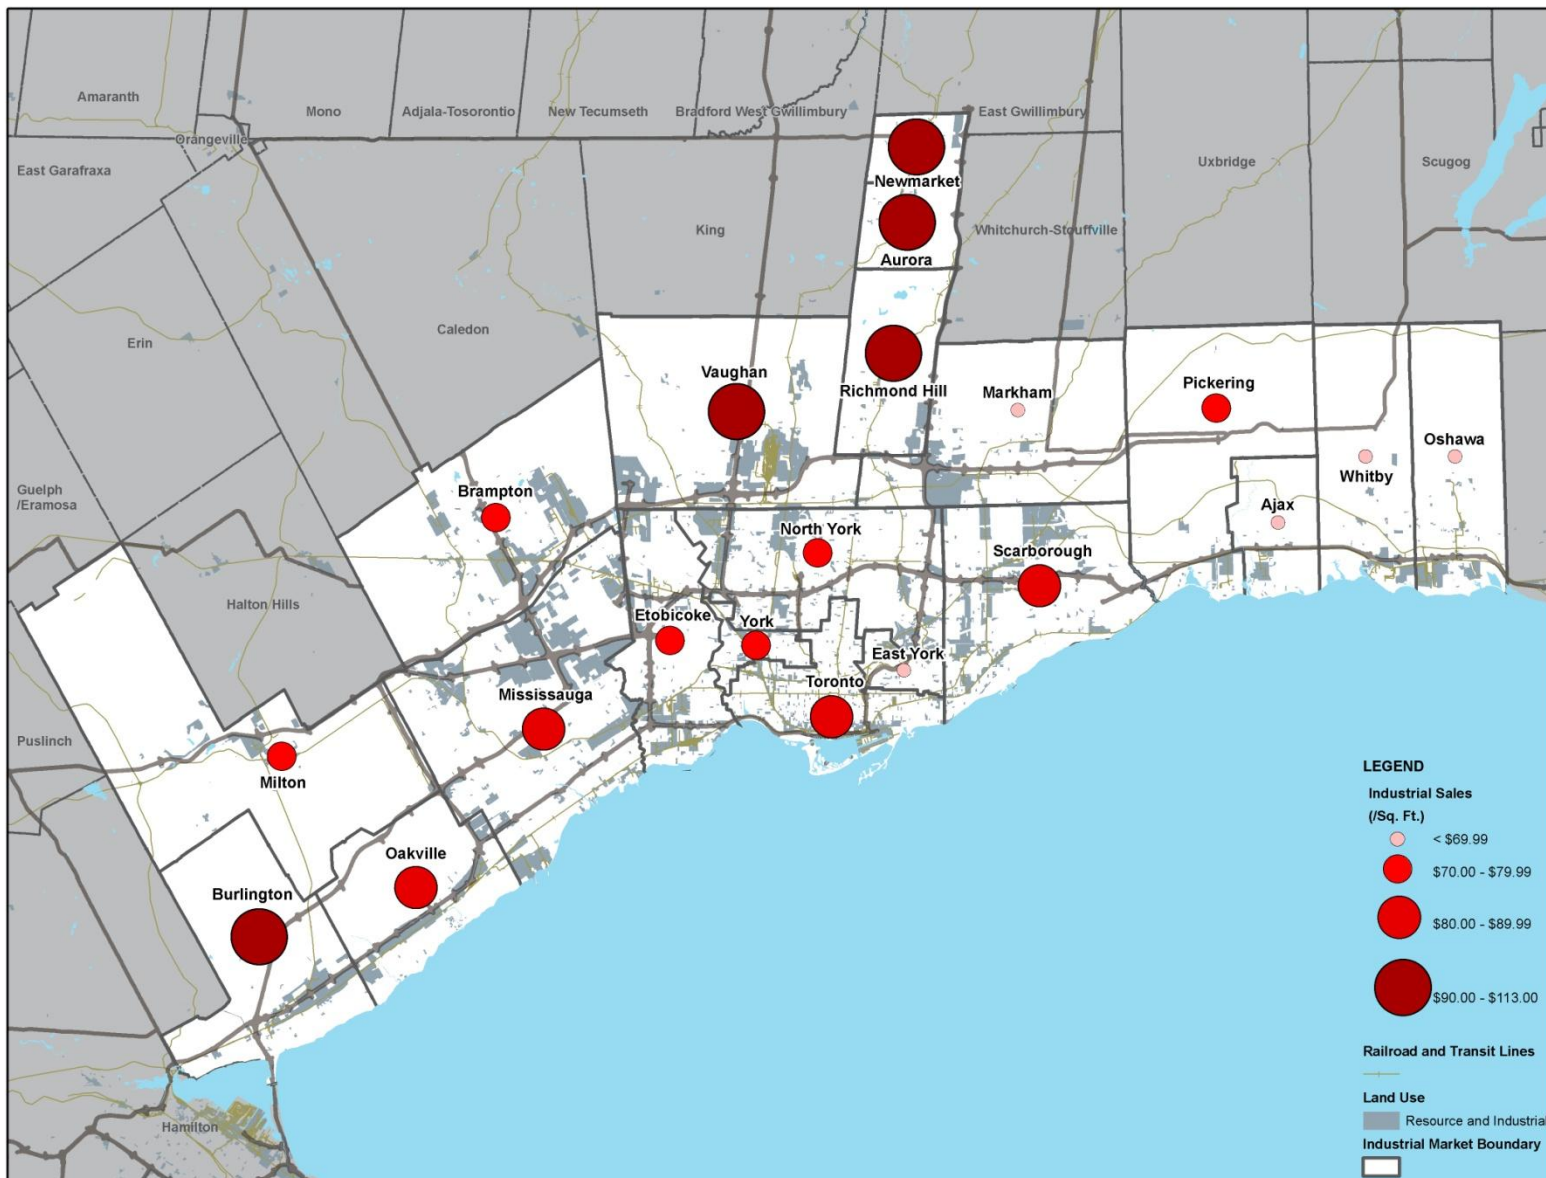 Amaranth
Mono
Adjala-Tosorontio
New Tecumseth
Bradford West Gwillimbury
East Gwillimbury
Orangeville
East Garafraxa
Uxbridge
Scugog
Newmarket
King
Whitchurch-Stouffville
Aurora
Caledon
Erin
Vaughan
Richmond Hill
Markham
Pickering
Oshawa
Whitby
Guelph
/Eramosa
Brampton
Ajax
North York
Scarborough
Halton Hills
Etobicoke
York
East York
Toronto
Mississauga
Puslinch
Milton
Oakville
Burlington
Hamilton
LEGEND
Industrial Sales
(/Sq. Ft.)
< $69.99
$70.00 - $79.99
$80.00 - $89.99
$90.00 - $113.00
Railroad and Transit Lines
Land Use
Resource and Industrial
Industrial Market Boundary